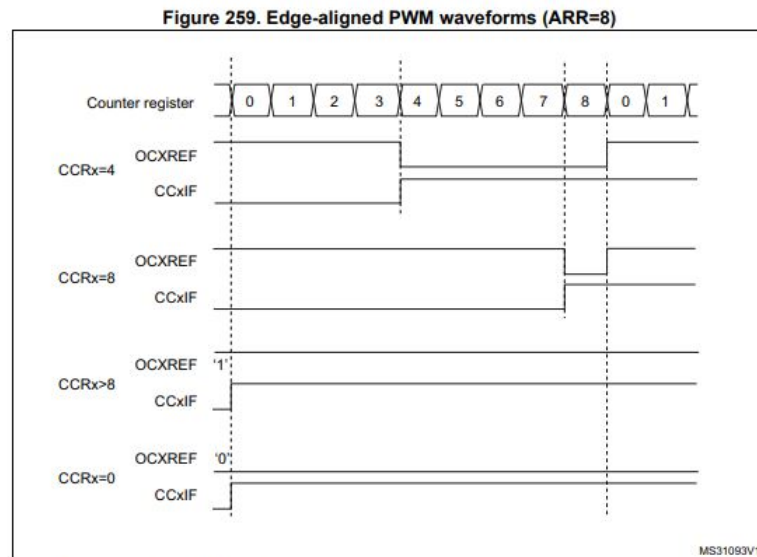 Figure 259. Edge-aligned PWM waveforms (ARR=8)
Counter register 0 1 2 3 4 5 6 7 8 0 1
OCXREF
CCRx=4
CCxIF
OCXREF
CCRx=8
CCxIF
OCXREF '1'
CCRx>8
CCxIF
OCXREF '0'
CCRx=0
CCxIF
MS31093V1